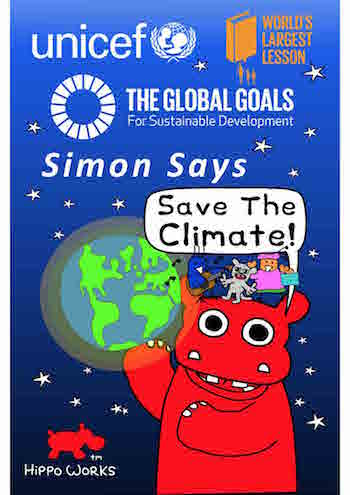 unicef
WORLD'S
LARGEST
LESSON
THE GLOBAL GOALS
For Sustainable Development
Simon Says
Save The
Climate!
TM
HiPPO WORKS